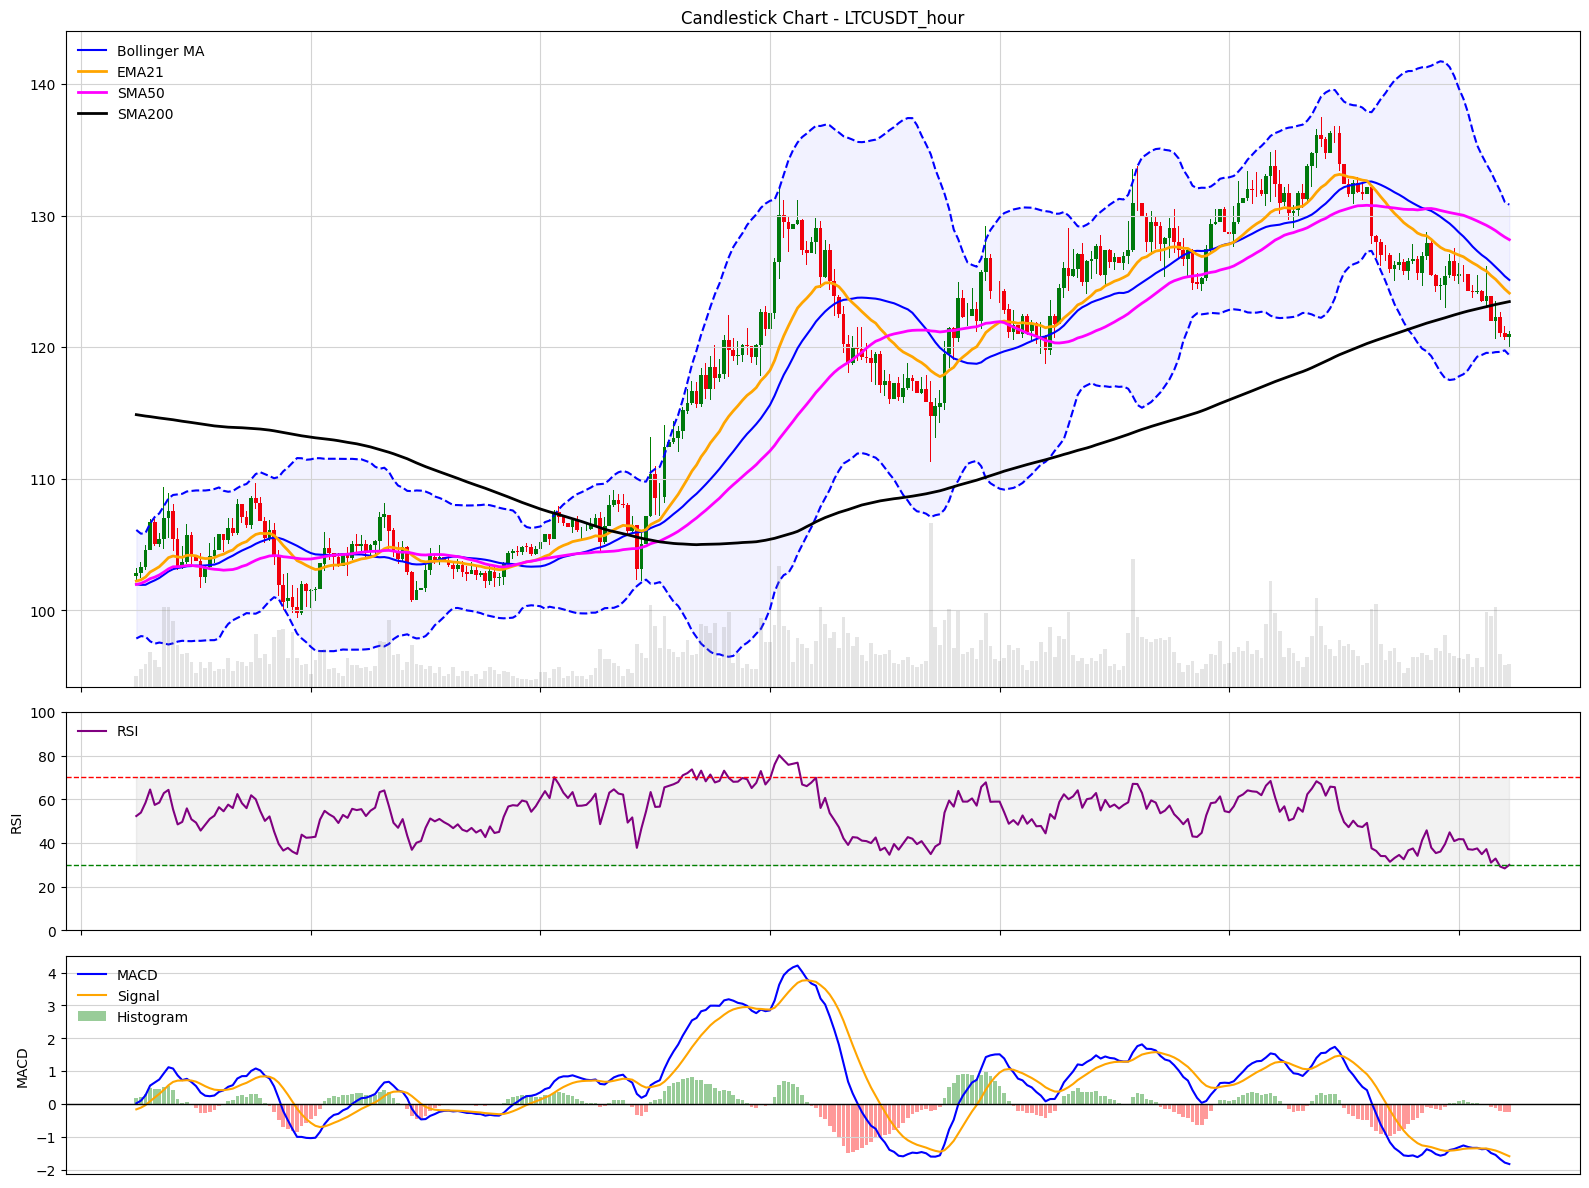 Candlestick Chart - LTCUSDT_hour
Bollinger MA
EMA21
SMA50
SMA200
140
130
120
110
100
RSI
100
80
60
40
20
0
RSI
MACD
Signal
Histogram
4
3
2
1
0
−1
−2
MACD